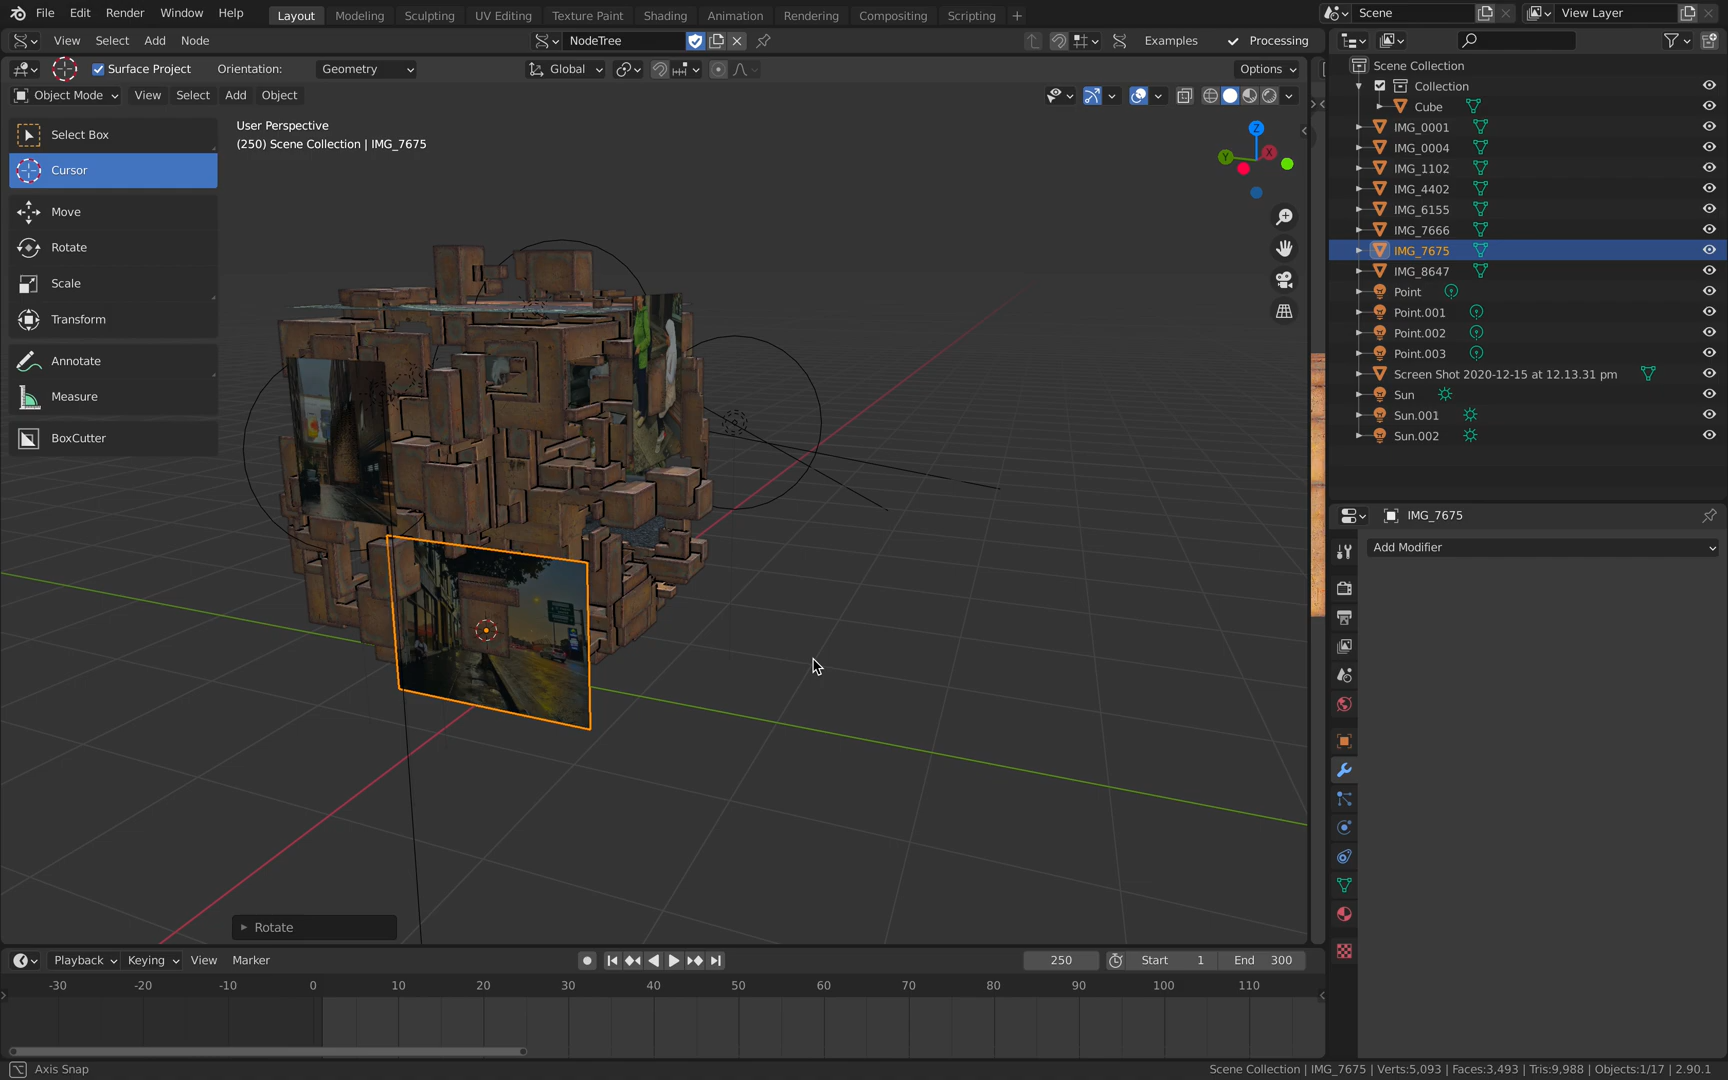 File Edit Render Window Help Layout Modeling Sculpting UV Editing Texture Paint Shading Animation Rendering Compositing Scripting + Scene View Layer
View Select Add Node NodeTree Examples Processing
Surface Project Orientation: Geometry Global Options
Object Mode View Select Add Object
Select Box
Cursor
Move
Rotate
Scale
Transform
Annotate
Measure
BoxCutter
User Perspective
(250) Scene Collection | IMG_7675
Z
Y
X
Rotate
Scene Collection
Collection
Cube
IMG_0001
IMG_0004
IMG_1102
IMG_4402
IMG_6155
IMG_7666
IMG_7675
IMG_8647
Point
Point.001
Point.002
Point.003
Screen Shot 2020-12-15 at 12.13.31 pm
Sun
Sun.001
Sun.002
IMG_7675
Add Modifier
Playback Keying View Marker 250 Start 1 End 300
-30 -20 -10 0 10 20 30 40 50 60 70 80 90 100 110
Axis Snap Scene Collection | IMG_7675 | Verts:5,093 | Faces:3,493 | Tris:9,988 | Objects:1/17 | 2.90.1